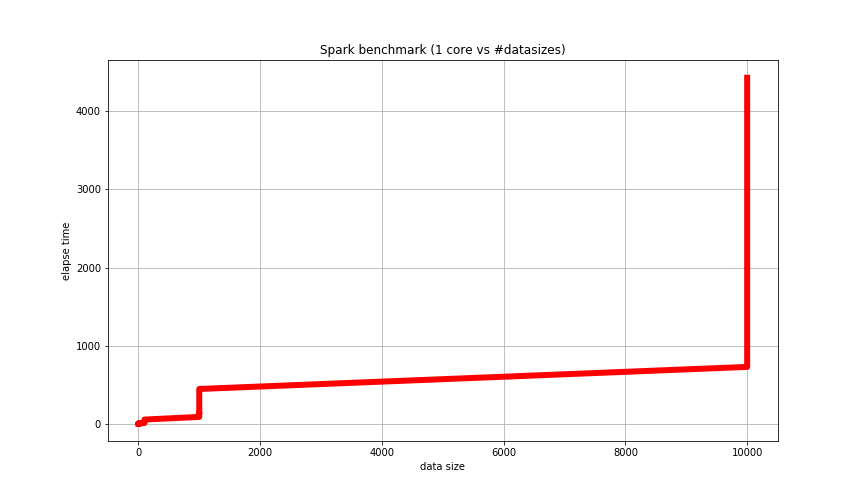 Spark benchmark (1 core vs #datasizes)
elapse time
4000
3000
2000
1000
0
0 2000 4000 6000 8000 10000
data size